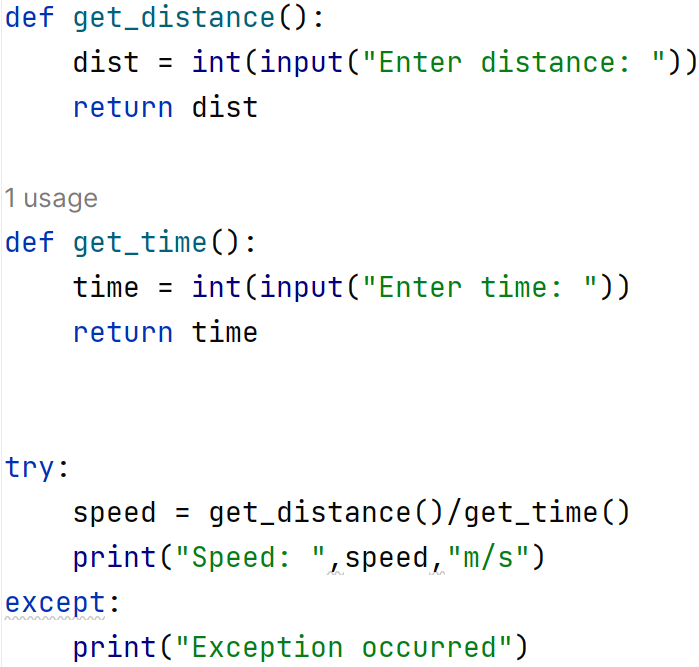 def get_distance():
    dist = int(input("Enter distance: "))
    return dist
1 usage
def get_time():
    time = int(input("Enter time: "))
    return time
try:
    speed = get_distance()/get_time()
    print("Speed: ",speed,"m/s")
except:
    print("Exception occurred")